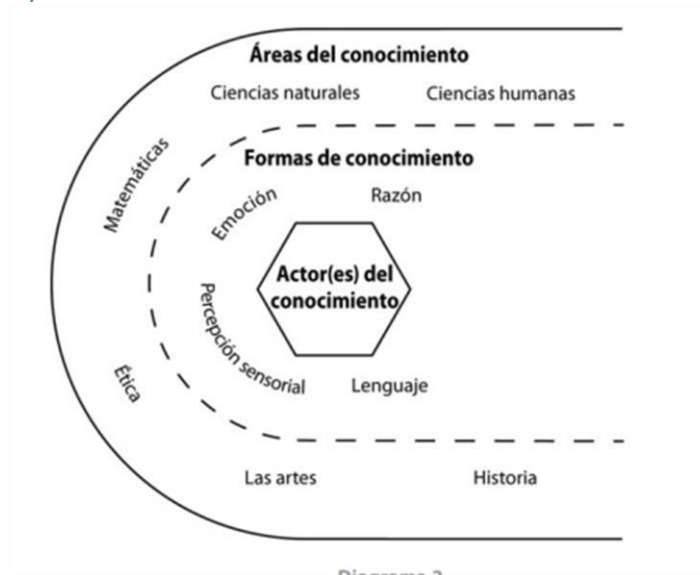 Áreas del conocimiento
Ciencias naturales
Ciencias humanas
Matemáticas
Formas de conocimiento
Emoción
Razón
Actor(es) del
conocimiento
Percepción sensorial
Lenguaje
Ética
Las artes
Historia